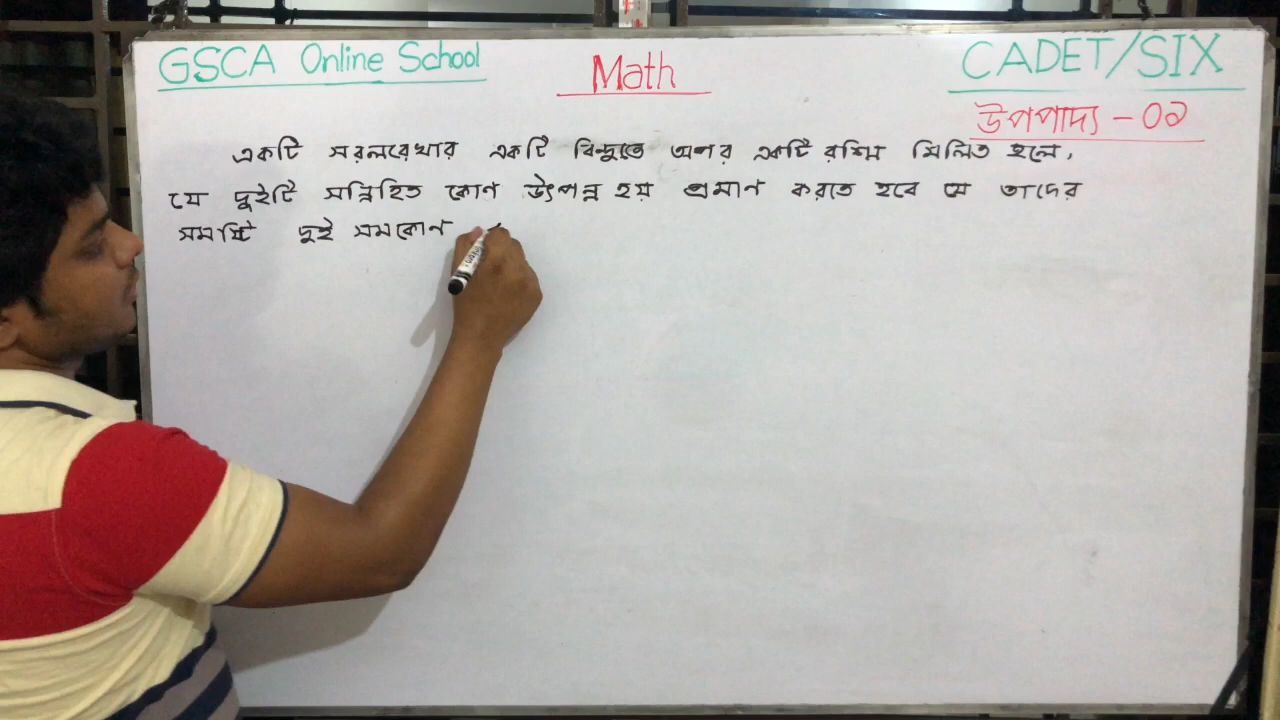 GSCA Online School
Math
CADET/SIX
উপপাদ্য - ০১
একটি সরলরেখার একটি বিন্দুতে অপর একটি রশ্মি মিলিত হলে,
যে দুইটি সন্নিহিত কোণ উৎপন্ন হয় প্রমাণ করতে হবে যে তাদের
সমষ্টি দুই সমকোণ